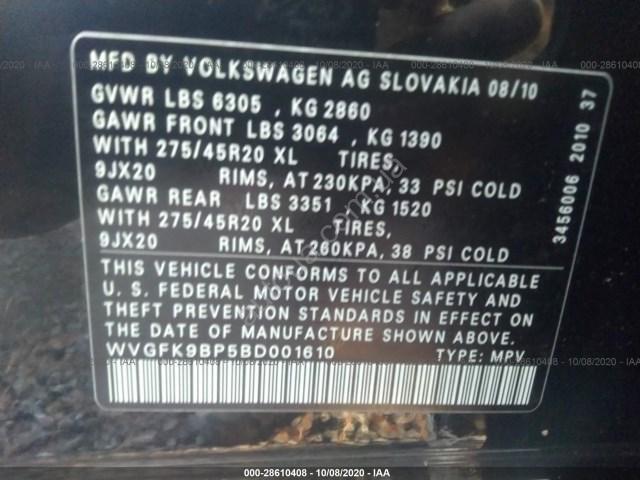 MFD BY VOLKSWAGEN AG SLOVAKIA 08/10
GVWR LBS 6305 , KG 2860
GAWR FRONT LBS 3064 , KG 1390
WITH 275/45R20 XL TIRES,
9JX20 RIMS, AT 230KPA, 33 PSI COLD
GAWR REAR LBS 3351 , KG 1520
WITH 275/45R20 XL TIRES,
9JX20 RIMS, AT 260KPA, 38 PSI COLD
THIS VEHICLE CONFORMS TO ALL APPLICABLE
U. S. FEDERAL MOTOR VEHICLE SAFETY AND
THEFT PREVENTION STANDARDS IN EFFECT ON
THE DATE OF MANUFACTURE SHOWN ABOVE.
WVGFK9BP5BD001610 TYPE: MPV
3456006 2010 37
000-28610408 - 10/08/2020 - IAA